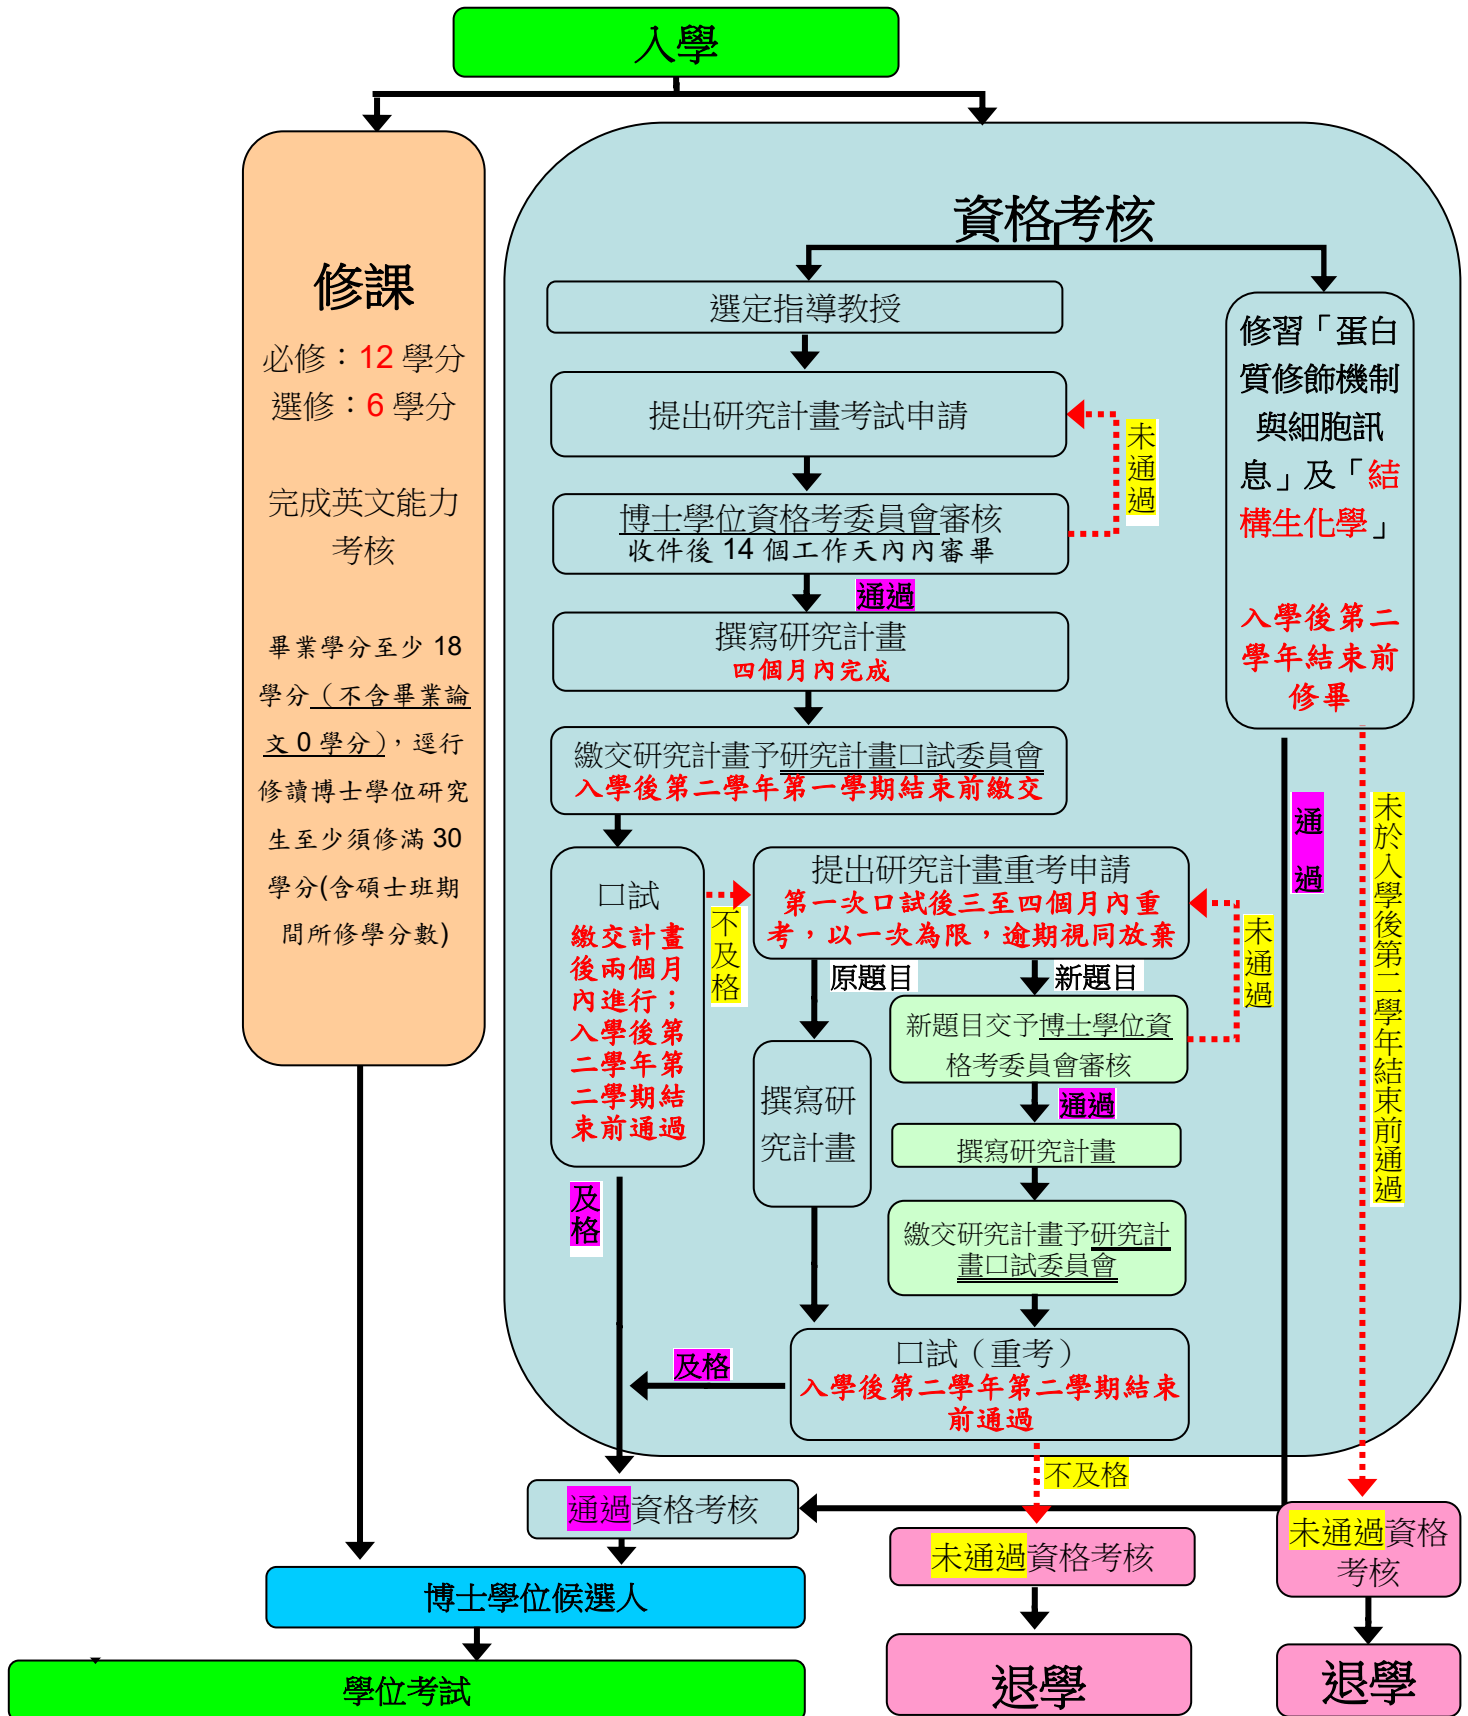 入學
修課
必修：12 學分
選修：6 學分
完成英文能力
考核
畢業學分至少 18
學分（不含畢業論
文 0 學分），逕行
修讀博士學位研究
生至少須修滿 30
學分(含碩士班期
間所修學分數)
資格考核
選定指導教授
提出研究計畫考試申請
未通過
博士學位資格考委員會審核
收件後 14 個工作天內內審畢
通過
撰寫研究計畫
四個月內完成
繳交研究計畫予研究計畫口試委員會
入學後第二學年第一學期結束前繳交
口試
繳交計畫
後兩個月
內進行；
入學後第
二學年第
二學期結
束前通過
不及格
提出研究計畫重考申請
第一次口試後三至四個月內重
考，以一次為限，逾期視同放棄
未通過
原題目
新題目
新題目交予博士學位資
格考委員會審核
通過
撰寫研
究計畫
撰寫研究計畫
繳交研究計畫予研究計
畫口試委員會
及格
口試（重考）
入學後第二學年第二學期結束
前通過
及格
不及格
修習「蛋白
質修飾機制
與細胞訊
息」及「結
構生化學」
入學後第二
學年結束前
修畢
通過
未於入學後第二學年結束前通過
通過資格考核
未通過資格考核
未通過資格
考核
博士學位候選人
學位考試
退學
退學